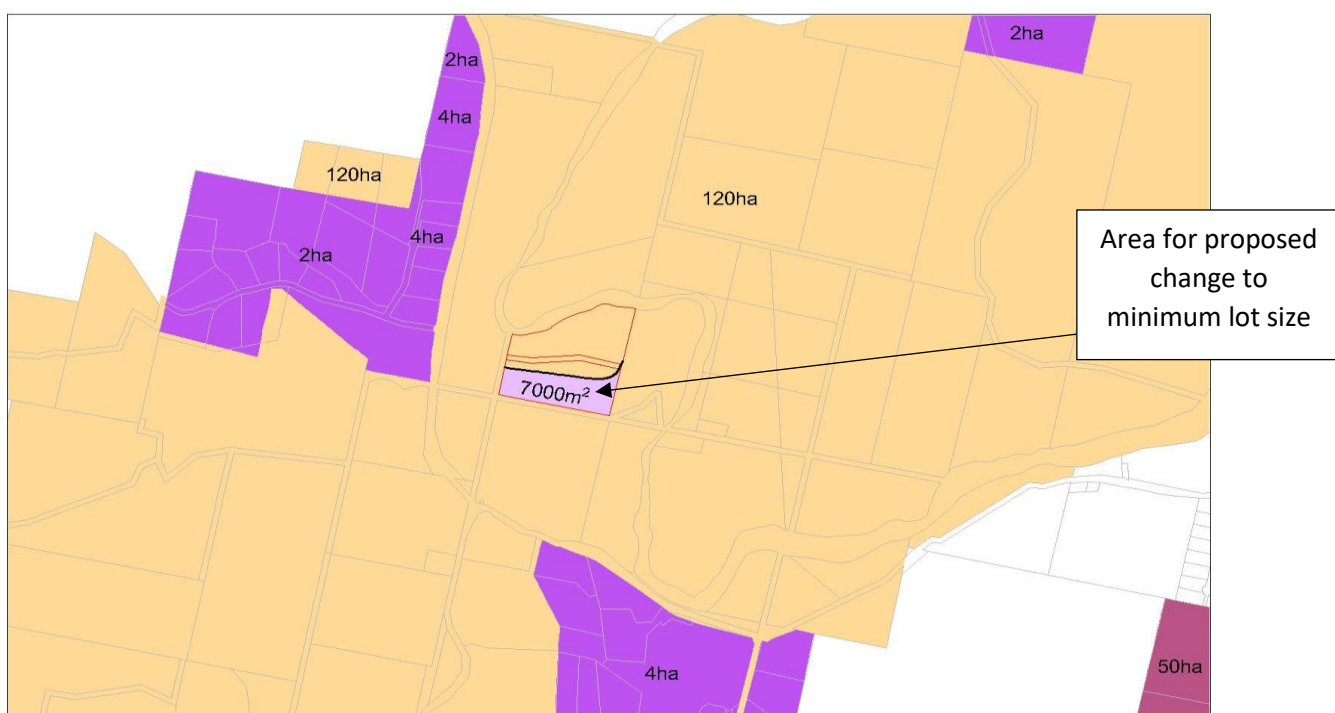 2ha
2ha
4ha
120ha
120ha
4ha
2ha
Area for proposed
change to
minimum lot size
7000m²
4ha
50ha